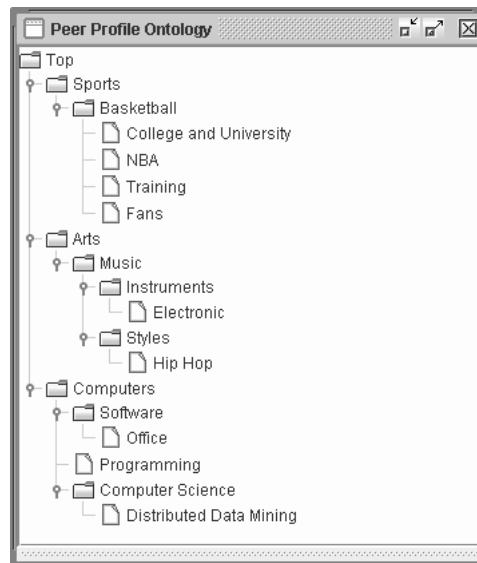 Peer Profile Ontology
Top
Sports
Basketball
College and University
NBA
Training
Fans
Arts
Music
Instruments
Electronic
Styles
Hip Hop
Computers
Software
Office
Programming
Computer Science
Distributed Data Mining